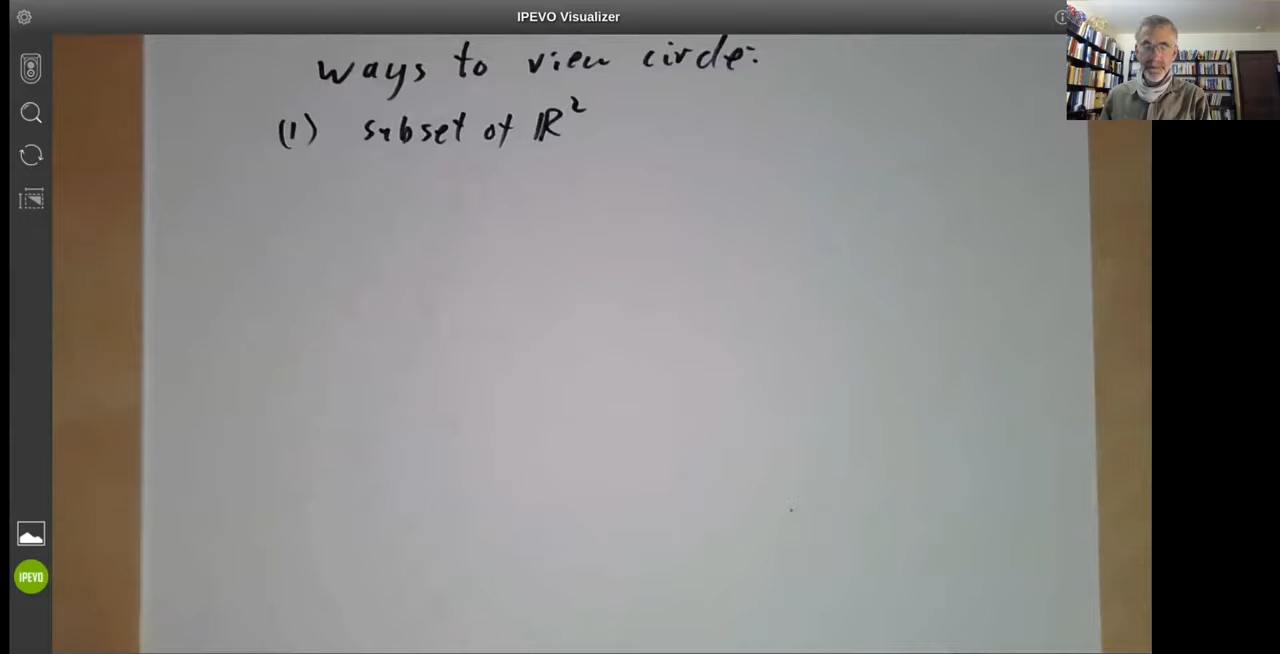 IPEVO Visualizer
ways to view circle:
(1) subset of ℝ²
IPEVO